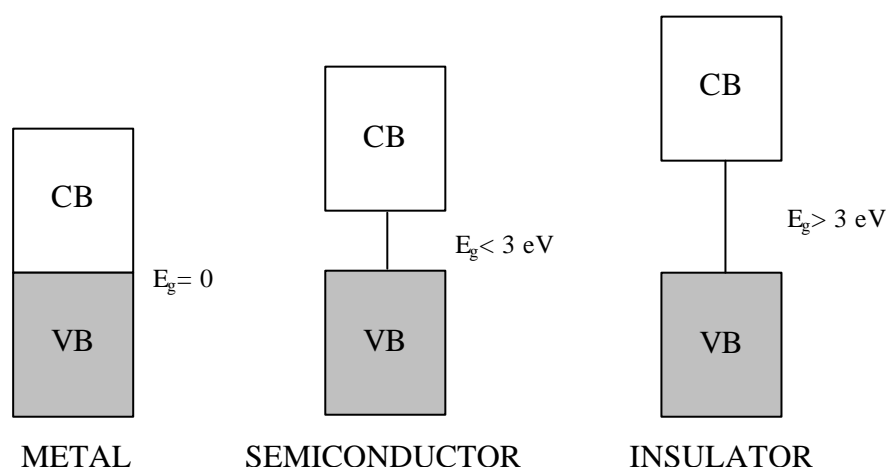 CB
VB
E_g= 0
METAL
CB
VB
E_g< 3 eV
SEMICONDUCTOR
CB
VB
E_g> 3 eV
INSULATOR